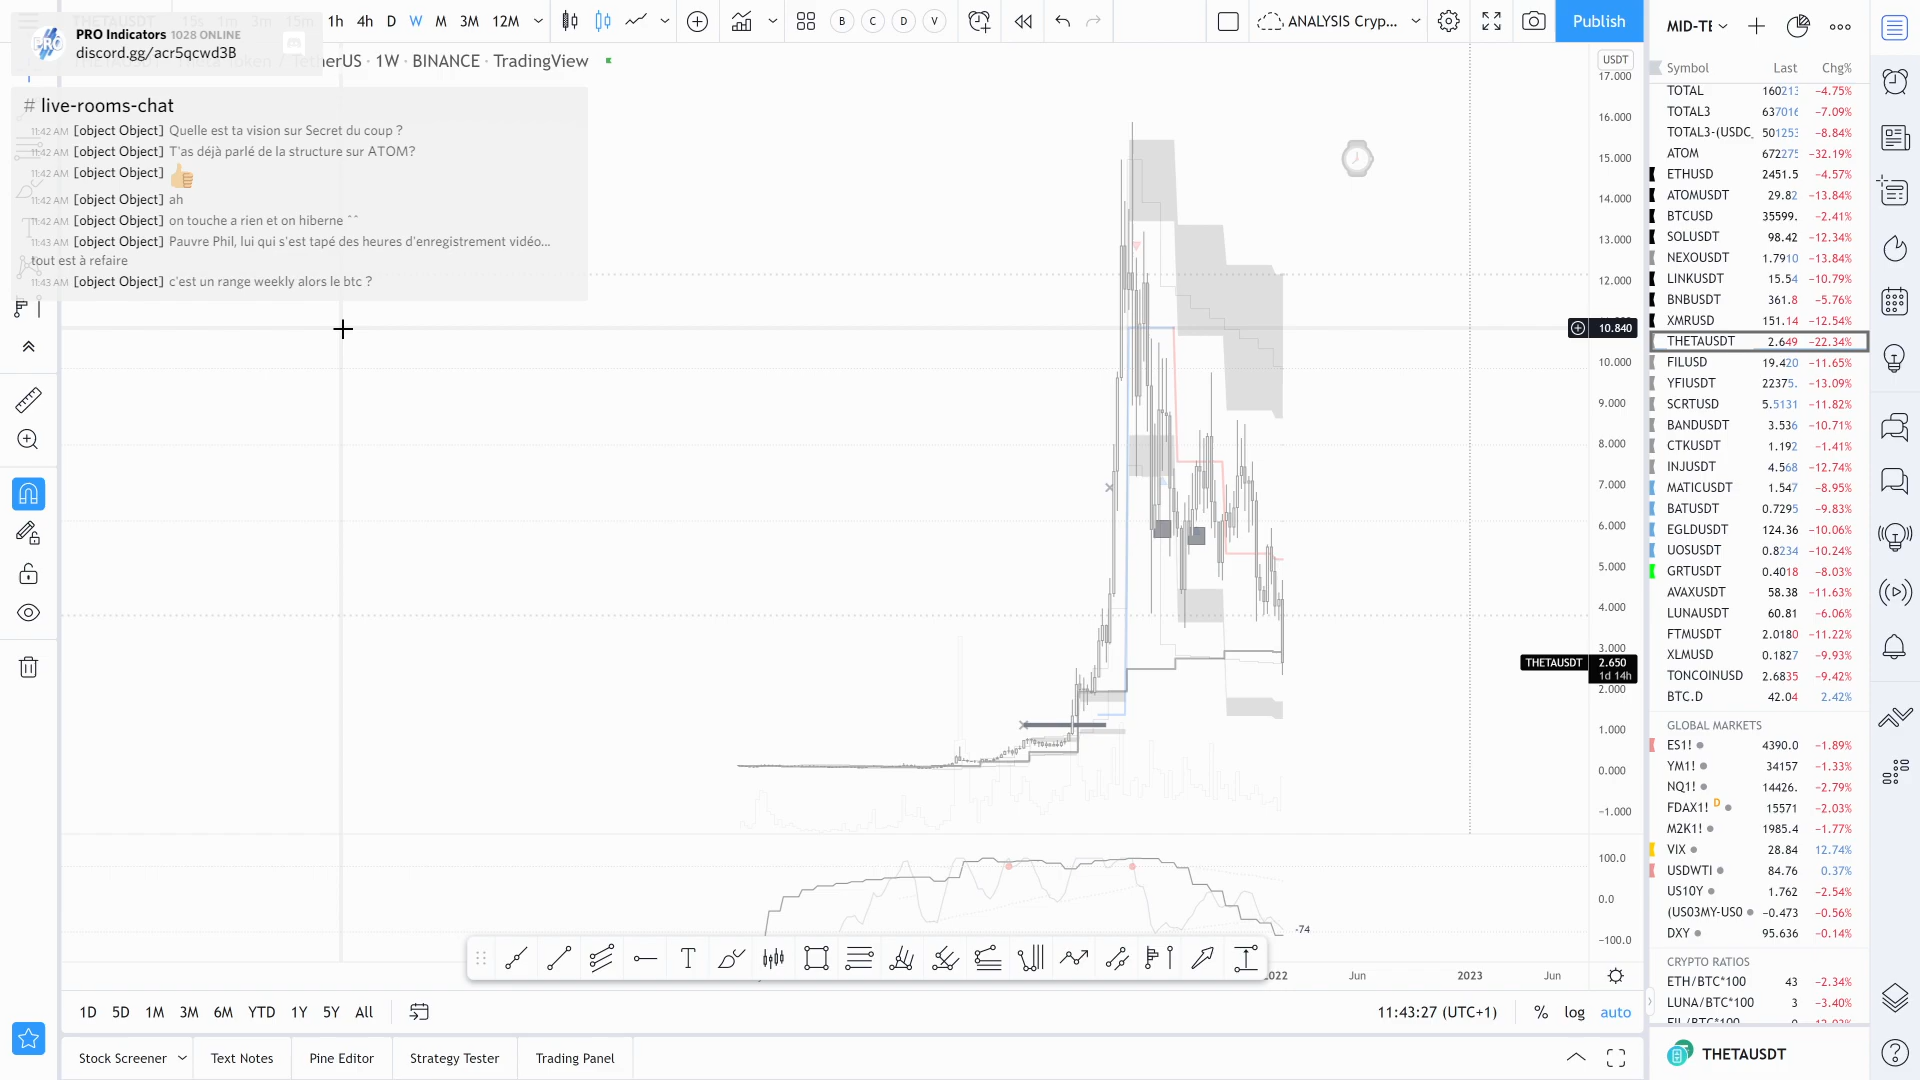 THETAUSDT 15s 1m 3m 15m 1h 4h D W M 3M 12M B C D V ANALYSIS Cryp... Publish
PRO Indicators 1028 ONLINE
discord.gg/acr5qcwd3B
TetherUS · 1W · BINANCE · TradingView
# live-rooms-chat
11:42 AM [object Object] Quelle est ta vision sur Secret du coup ?
11:42 AM [object Object] T'as déjà parlé de la structure sur ATOM?
11:42 AM [object Object] 👍
11:42 AM [object Object] ah
11:42 AM [object Object] on touche a rien et on hiberne ^^
11:43 AM [object Object] Pauvre Phil, lui qui s'est tapé des heures d'enregistrement vidéo...
tout est à refaire
11:43 AM [object Object] c'est un range weekly alors le btc ?
USDT
17.000
16.000
15.000
14.000
13.000
12.000
10.840
10.000
9.000
8.000
7.000
6.000
5.000
4.000
3.000
THETAUSDT 2.650
1d 14h
2.000
1.000
0.000
−1.000
100.0
0.0
−100.0
-74
2022 Jun 2023 Jun
1D 5D 1M 3M 6M YTD 1Y 5Y All
11:43:27 (UTC+1) % log auto
Stock Screener Text Notes Pine Editor Strategy Tester Trading Panel
MID-TE
Symbol Last Chg%
TOTAL 160213 −4.75%
TOTAL3 637016 −7.09%
TOTAL3-(USDC_ 501253 −8.84%
ATOM 672275 −32.19%
ETHUSD 2451.5 −4.57%
ATOMUSDT 29.82 −13.84%
BTCUSD 35599. −2.41%
SOLUSDT 98.42 −12.34%
NEXOUSDT 1.7910 −13.84%
LINKUSDT 15.54 −10.79%
BNBUSDT 361.8 −5.76%
XMRUSD 151.14 −12.54%
THETAUSDT 2.649 −22.34%
FILUSD 19.420 −11.65%
YFIUSDT 22375. −13.09%
SCRTUSD 5.5131 −11.82%
BANDUSDT 3.536 −10.71%
CTKUSDT 1.192 −1.41%
INJUSDT 4.568 −12.74%
MATICUSDT 1.547 −8.95%
BATUSDT 0.7295 −9.83%
EGLDUSDT 124.36 −10.06%
UOSUSDT 0.8234 −10.24%
GRTUSDT 0.4018 −8.03%
AVAXUSDT 58.38 −11.63%
LUNAUSDT 60.81 −6.06%
FTMUSDT 2.0180 −11.22%
XLMUSD 0.1827 −9.93%
TONCOINUSD 2.6835 −9.42%
BTC.D 42.04 2.42%
GLOBAL MARKETS
ES1! 4390.0 −1.89%
YM1! 34157 −1.33%
NQ1! 14426. −2.79%
FDAX1! D 15571 −2.03%
M2K1! 1985.4 −1.77%
VIX 28.84 12.74%
USDWTI 84.76 0.37%
US10Y 1.762 −2.54%
(US03MY-US0 −0.473 −0.56%
DXY 95.636 −0.14%
CRYPTO RATIOS
ETH/BTC*100 43 −2.34%
LUNA/BTC*100 3 −3.40%
THETAUSDT